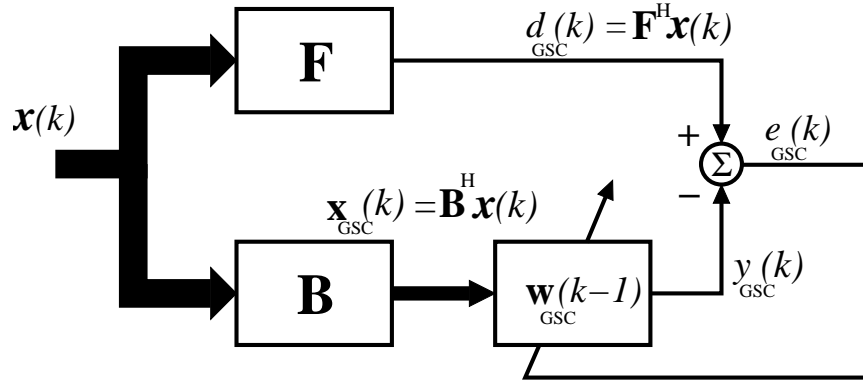 F
d_GSC(k) = F^H x(k)
x(k)
+
Σ
−
e_GSC(k)
x_GSC(k) = B^H x(k)
B
w_GSC(k−1)
y_GSC(k)